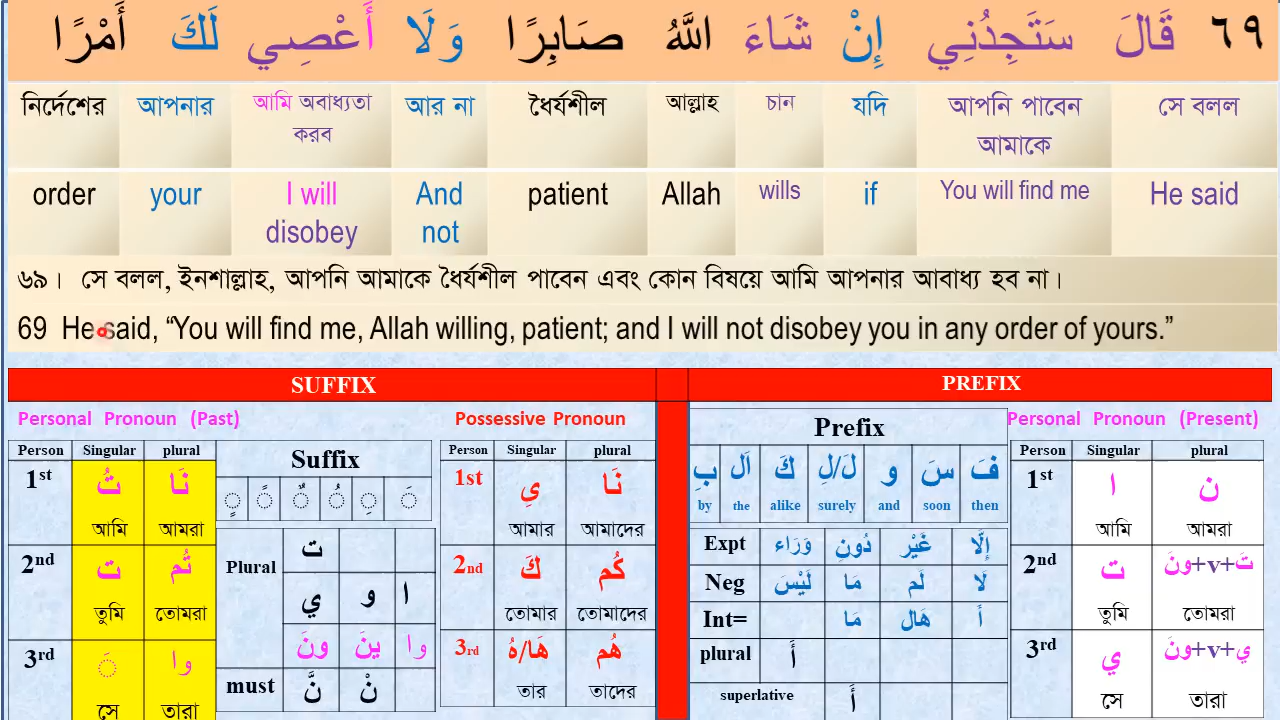 ٦٩ قَالَ سَتَجِدُنِي إِنْ شَاءَ اللَّهُ صَابِرًا وَلَا أَعْصِي لَكَ أَمْرًا
নির্দেশের আপনার আমি অবাধ্যতা করব আর না ধৈর্যশীল আল্লাহ চান যদি আপনি পাবেন আমাকে সে বলল
order your I will disobey And not patient Allah wills if You will find me He said
৬৯। সে বলল, ইনশাল্লাহ, আপনি আমাকে ধৈর্যশীল পাবেন এবং কোন বিষয়ে আমি আপনার আবাধ্য হব না।
69 He said, “You will find me, Allah willing, patient; and I will not disobey you in any order of yours.”
SUFFIX
Personal Pronoun (Past)
Person Singular plural
1st تُ نَا
আমি আমরা
2nd ت تُم
তুমি তোমরা
3rd َ وا
সে তারা
Suffix
ٍ ً ٌ ُ ِ َ
Plural ت
ي و ا
ونَ ينَ وا
must نَّ نْ
Possessive Pronoun
Person Singular plural
1st يِ نَا
আমার আমাদের
2nd كَ كُم
তোমার তোমাদের
3rd هَا/هُ هُم
তার তাদের
PREFIX
Prefix
بِ اَل كَ لَ/لِ و سَ فَ
by the alike surely and soon then
Expt وَرَاء دُونِ غَيْر إِلَّا
Neg لَيْسَ مَا لَم لَا
Int= مَا هَال أَ
plural أَ
superlative أَ
Personal Pronoun (Present)
Person Singular plural
1st ا ن
আমি আমরা
2nd ت تَ+v+ونَ
তুমি তোমরা
3rd ي ي+v+ونَ
সে তারা